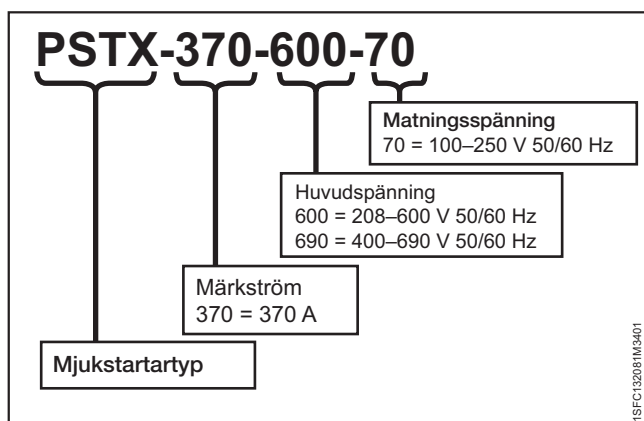 PSTX-370-600-70
Matningsspänning
70 = 100–250 V 50/60 Hz
Huvudspänning
600 = 208–600 V 50/60 Hz
690 = 400–690 V 50/60 Hz
Märkström
370 = 370 A
Mjukstartartyp
1SFC132081M3401